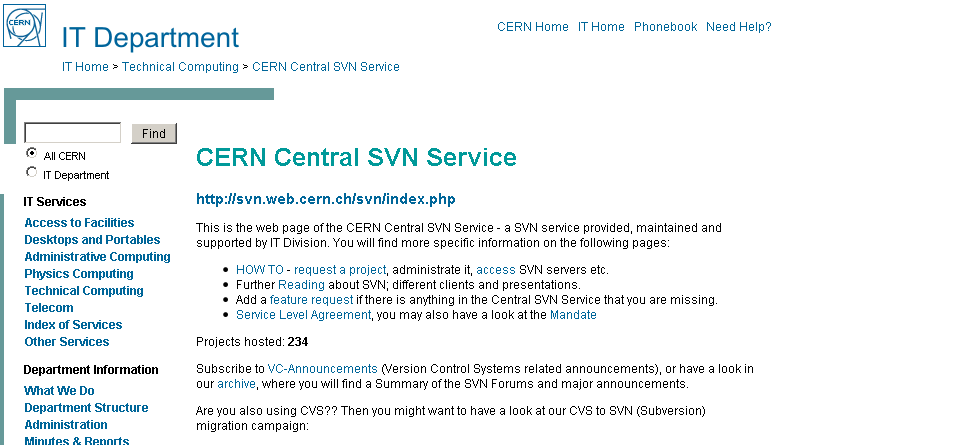 CERN
IT Department
CERN Home IT Home Phonebook Need Help?
IT Home > Technical Computing > CERN Central SVN Service
Find
All CERN
IT Department
IT Services
Access to Facilities
Desktops and Portables
Administrative Computing
Physics Computing
Technical Computing
Telecom
Index of Services
Other Services
Department Information
What We Do
Department Structure
Administration
Minutes & Reports
CERN Central SVN Service
http://svn.web.cern.ch/svn/index.php
This is the web page of the CERN Central SVN Service - a SVN service provided, maintained and
supported by IT Division. You will find more specific information on the following pages:
• HOW TO - request a project, administrate it, access SVN servers etc.
• Further Reading about SVN; different clients and presentations.
• Add a feature request if there is anything in the Central SVN Service that you are missing.
• Service Level Agreement, you may also have a look at the Mandate
Projects hosted: 234
Subscribe to VC-Announcements (Version Control Systems related announcements), or have a look in
our archive, where you will find a Summary of the SVN Forums and major announcements.
Are you also using CVS?? Then you might want to have a look at our CVS to SVN (Subversion)
migration campaign: